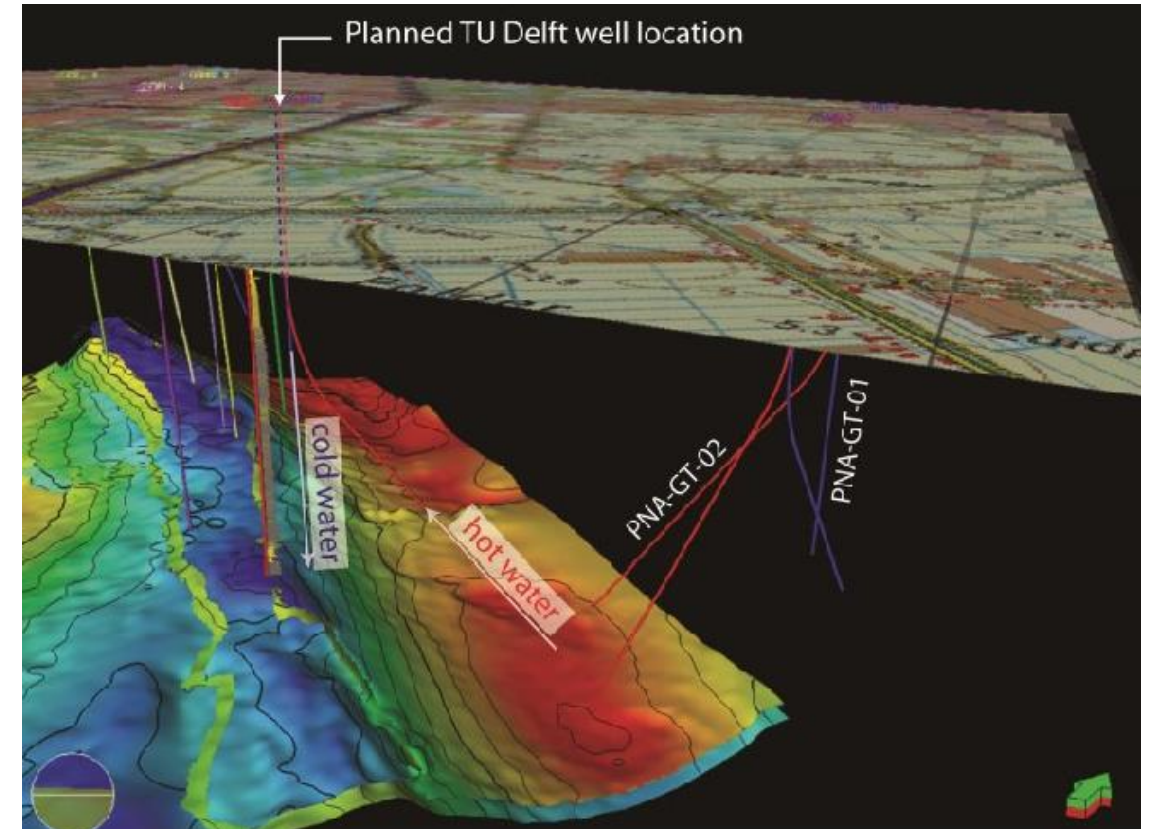 Planned TU Delft well location
cold water
hot water
PNA-GT-02
PNA-GT-01